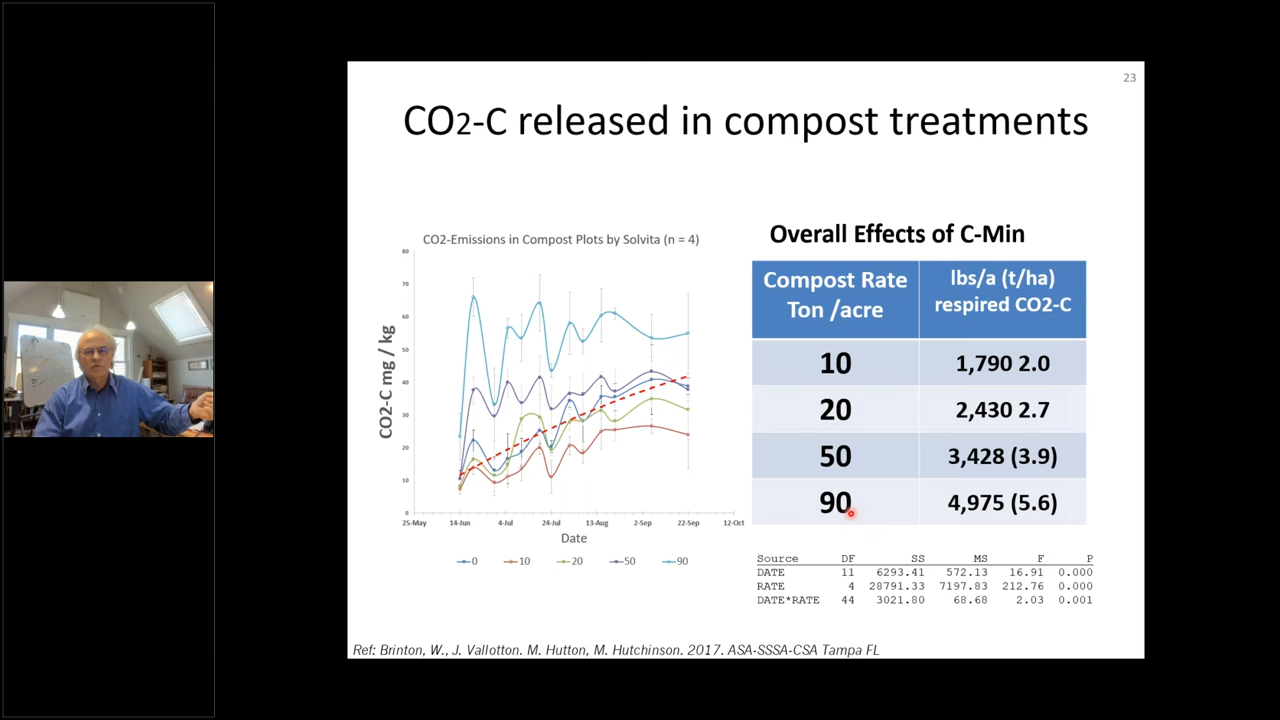 23
CO2-C released in compost treatments
CO2-Emissions in Compost Plots by Solvita (n = 4)
CO2-C mg / kg
80
70
60
50
40
30
20
10
0
25-May 14-Jun 4-Jul 24-Jul 13-Aug 2-Sep 22-Sep 12-Oct
Date
0 10 20 50 90
Overall Effects of C-Min
Compost Rate Ton /acre | lbs/a (t/ha) respired CO2-C
10 1,790 2.0
20 2,430 2.7
50 3,428 (3.9)
90 4,975 (5.6)
Source DF SS MS F P
DATE 11 6293.41 572.13 16.91 0.000
RATE 4 28791.33 7197.83 212.76 0.000
DATE*RATE 44 3021.80 68.68 2.03 0.001
Ref: Brinton, W., J. Vallotton. M. Hutton, M. Hutchinson. 2017. ASA-SSSA-CSA Tampa FL